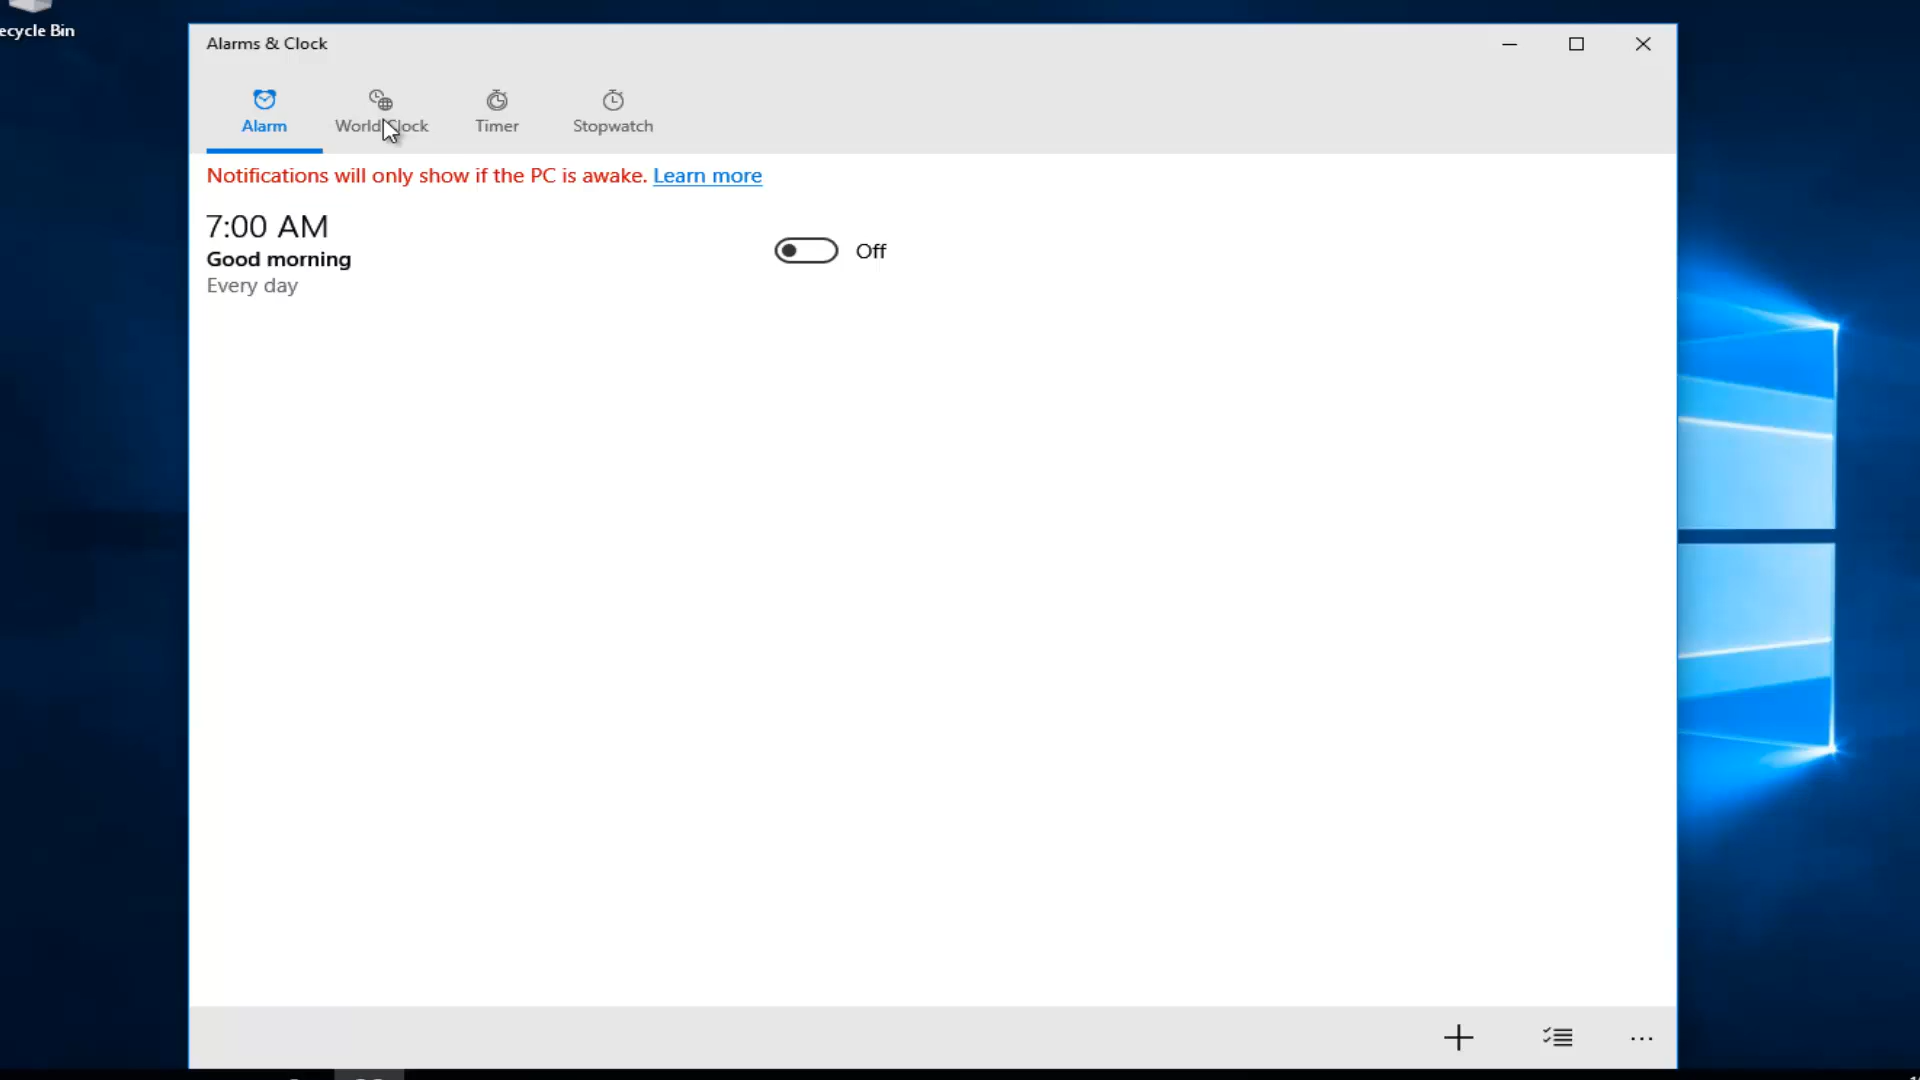 ecycle Bin
Alarms & Clock
Alarm
World Clock
Timer
Stopwatch
Notifications will only show if the PC is awake. Learn more
7:00 AM
Good morning
Every day
Off